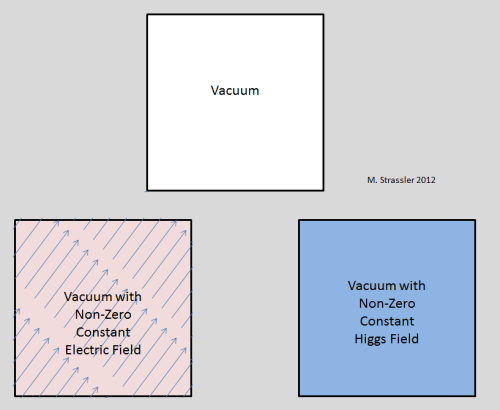 Vacuum
M. Strassler 2012
Vacuum with
Non-Zero
Constant
Electric Field
Vacuum with
Non-Zero
Constant
Higgs Field